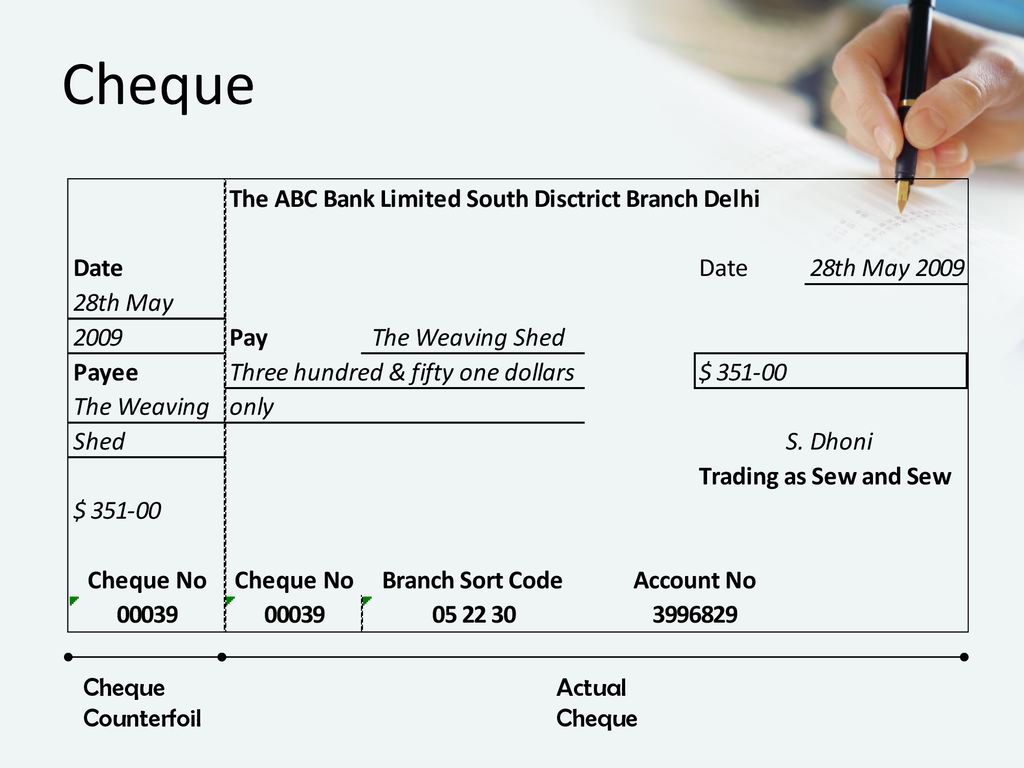 Cheque
The ABC Bank Limited South Disctrict Branch Delhi
Date
Date 28th May 2009
28th May
2009
Pay The Weaving Shed
Payee
Three hundred & fifty one dollars
$ 351-00
The Weaving
only
Shed
S. Dhoni
Trading as Sew and Sew
$ 351-00
Cheque No
Cheque No Branch Sort Code Account No
00039
00039 05 22 30 3996829
Cheque
Counterfoil
Actual
Cheque